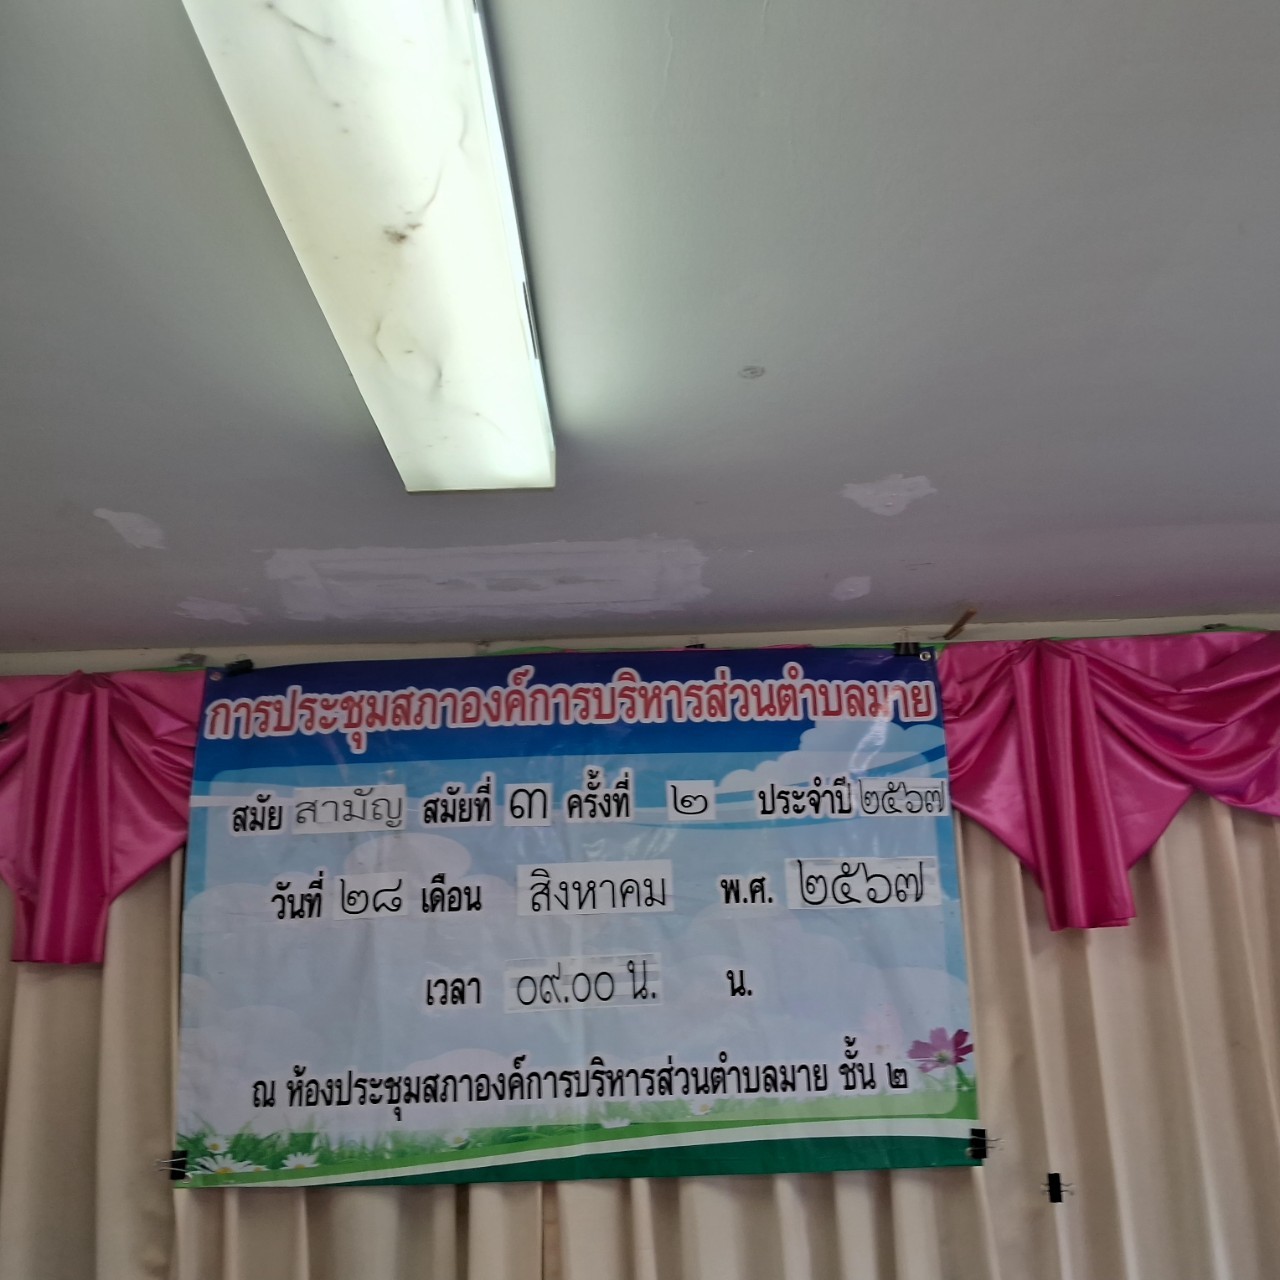 การประชุมสภาองค์การบริหารส่วนตำบลมาย
สมัย สามัญ สมัยที่ ๓ ครั้งที่ ๒ ประจำปี ๒๕๖๗
วันที่ ๒๘ เดือน สิงหาคม พ.ศ. ๒๕๖๗
เวลา ๐๙.๐๐ น. น.
ณ ห้องประชุมสภาองค์การบริหารส่วนตำบลมาย ชั้น ๒